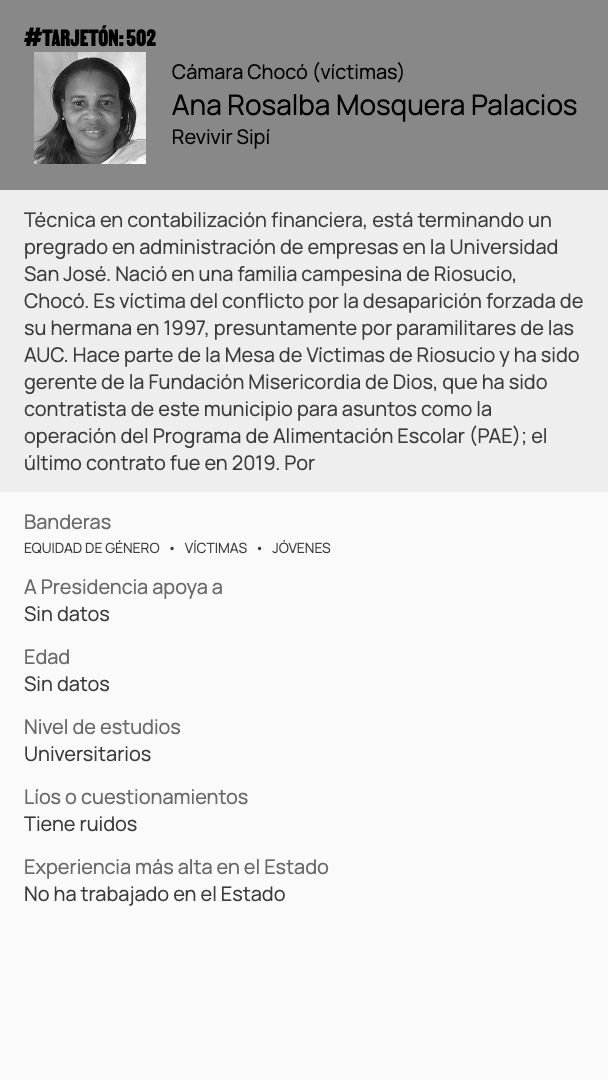 #TARJETÓN: 502
Cámara Chocó (víctimas)
Ana Rosalba Mosquera Palacios
Revivir Sipí
Técnica en contabilización financiera, está terminando un
pregrado en administración de empresas en la Universidad
San José. Nació en una familia campesina de Riosucio,
Chocó. Es víctima del conflicto por la desaparición forzada de
su hermana en 1997, presuntamente por paramilitares de las
AUC. Hace parte de la Mesa de Víctimas de Riosucio y ha sido
gerente de la Fundación Misericordia de Dios, que ha sido
contratista de este municipio para asuntos como la
operación del Programa de Alimentación Escolar (PAE); el
último contrato fue en 2019. Por
Banderas
EQUIDAD DE GÉNERO • VÍCTIMAS • JÓVENES
A Presidencia apoya a
Sin datos
Edad
Sin datos
Nivel de estudios
Universitarios
Líos o cuestionamientos
Tiene ruidos
Experiencia más alta en el Estado
No ha trabajado en el Estado